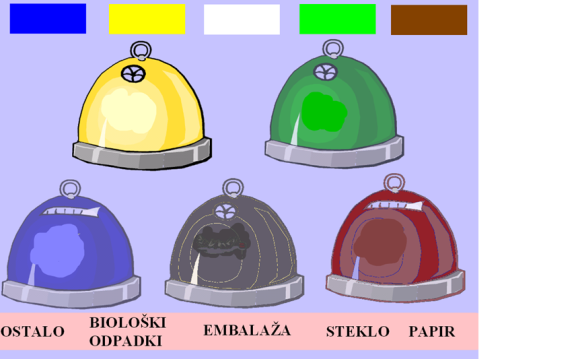 OSTALO
BIOLOŠKI
ODPADKI
EMBALAŽA
STEKLO
PAPIR